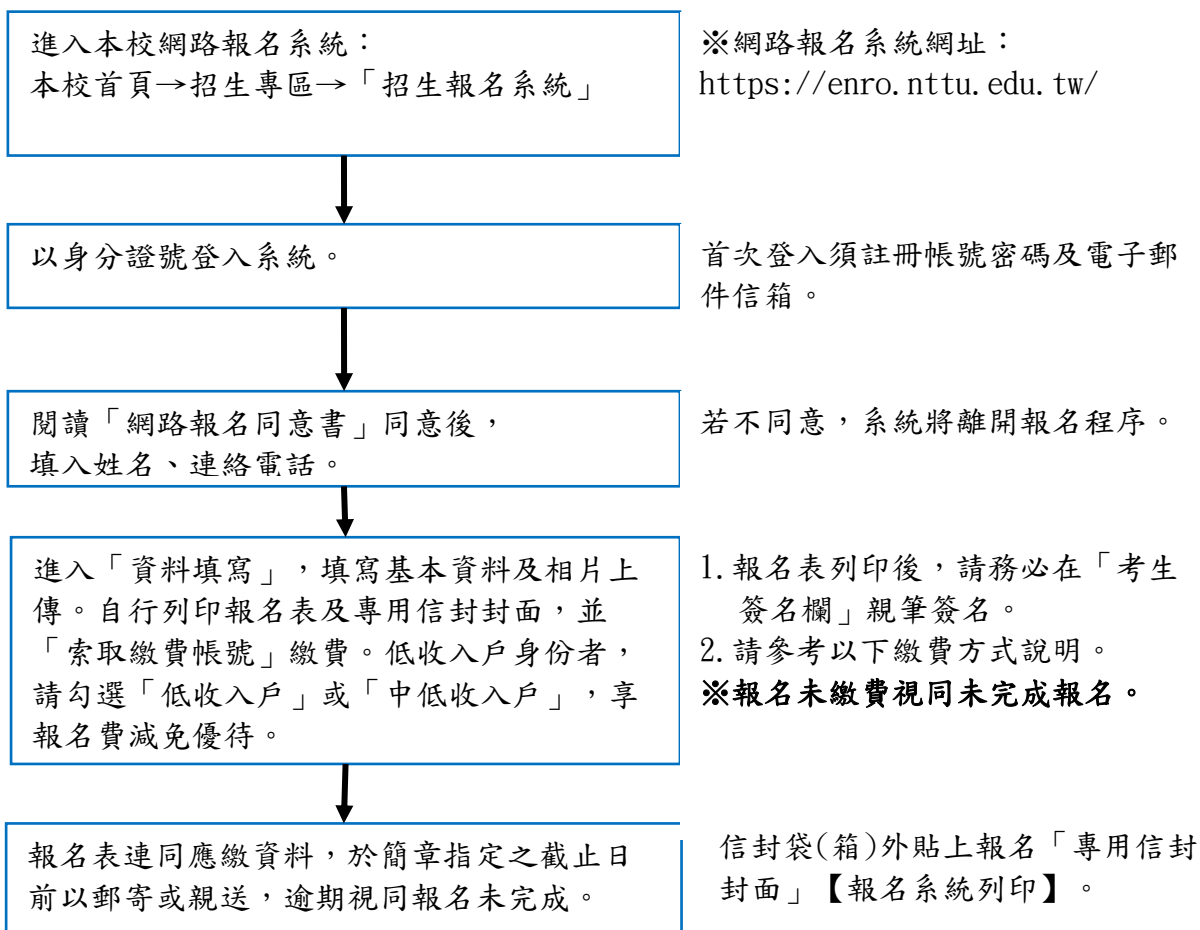 進入本校網路報名系統：
本校首頁→招生專區→「招生報名系統」
※網路報名系統網址：
https://enro.nttu.edu.tw/
以身分證號登入系統。
首次登入須註冊帳號密碼及電子郵
件信箱。
閱讀「網路報名同意書」同意後，
填入姓名、連絡電話。
若不同意，系統將離開報名程序。
進入「資料填寫」，填寫基本資料及相片上
傳。自行列印報名表及專用信封封面，並
「索取繳費帳號」繳費。低收入戶身份者，
請勾選「低收入戶」或「中低收入戶」，享
報名費減免優待。
1.報名表列印後，請務必在「考生
簽名欄」親筆簽名。
2.請參考以下繳費方式說明。
※報名未繳費視同未完成報名。
報名表連同應繳資料，於簡章指定之截止日
前以郵寄或親送，逾期視同報名未完成。
信封袋(箱)外貼上報名「專用信封
封面」【報名系統列印】。